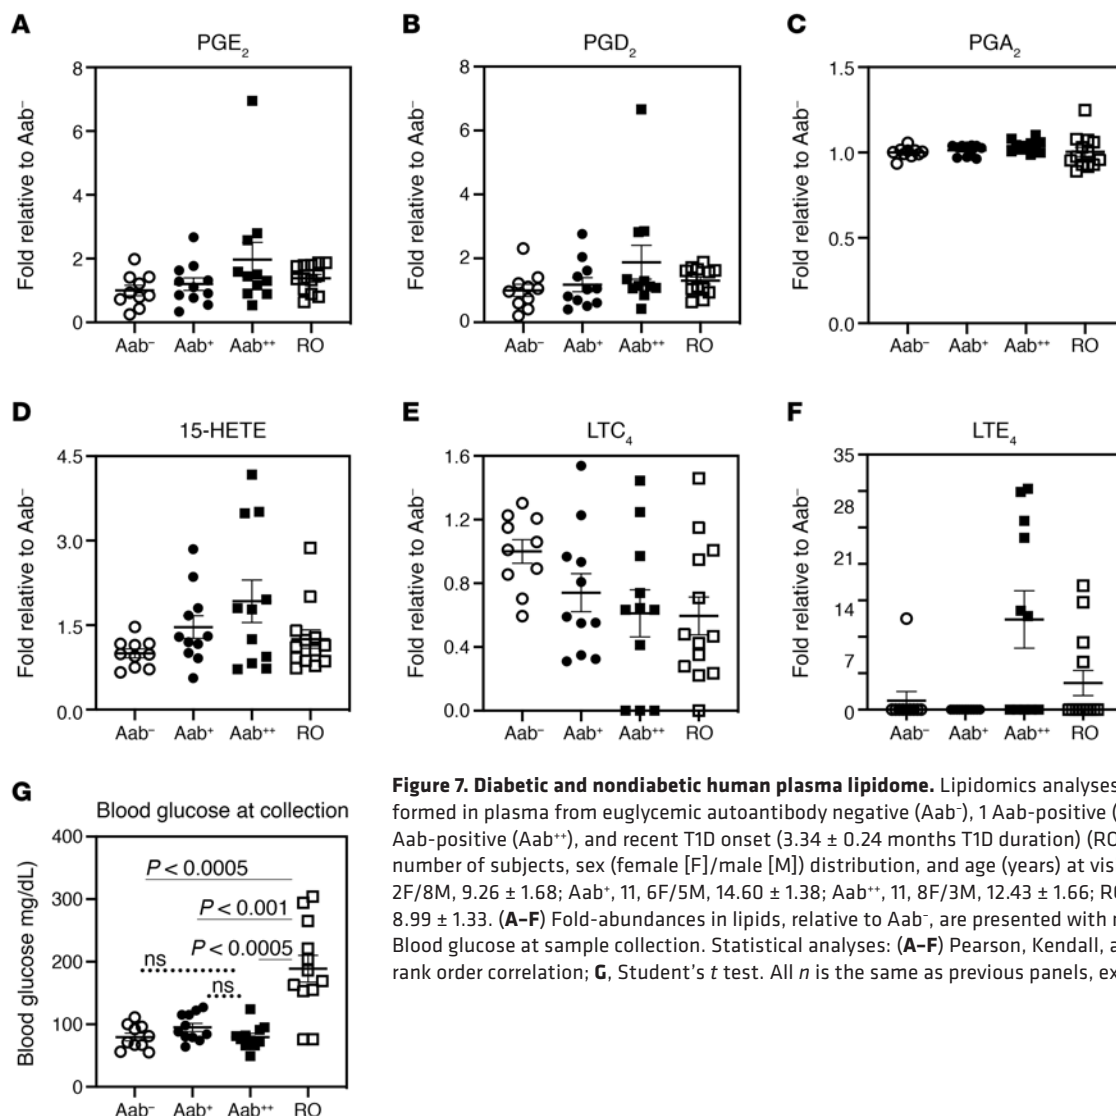 A
PGE2
Fold relative to Aab−
8
6
4
2
0
Aab− Aab+ Aab++ RO
B
PGD2
Fold relative to Aab−
8
6
4
2
0
Aab− Aab+ Aab++ RO
C
PGA2
Fold relative to Aab−
1.5
1.0
0.5
0.0
Aab− Aab+ Aab++ RO
D
15-HETE
Fold relative to Aab−
4.5
3.0
1.5
0.0
Aab− Aab+ Aab++ RO
E
LTC4
Fold relative to Aab−
1.6
1.2
0.8
0.4
0.0
Aab− Aab+ Aab++ RO
F
LTE4
Fold relative to Aab−
35
28
21
14
7
0
Aab− Aab+ Aab++ RO
G
Blood glucose at collection
Blood glucose mg/dL
400
300
200
100
0
P < 0.0005
P < 0.001
P < 0.0005
ns
ns
Aab− Aab+ Aab++ RO
Figure 7. Diabetic and nondiabetic human plasma lipidome. Lipidomics analyses
formed in plasma from euglycemic autoantibody negative (Aab−), 1 Aab-positive (
Aab-positive (Aab++), and recent T1D onset (3.34 ± 0.24 months T1D duration) (RO
number of subjects, sex (female [F]/male [M]) distribution, and age (years) at vis
2F/8M, 9.26 ± 1.68; Aab+, 11, 6F/5M, 14.60 ± 1.38; Aab++, 11, 8F/3M, 12.43 ± 1.66; RO
8.99 ± 1.33. (A–F) Fold-abundances in lipids, relative to Aab−, are presented with
Blood glucose at sample collection. Statistical analyses: (A–F) Pearson, Kendall, a
rank order correlation; G, Student's t test. All n is the same as previous panels, ex